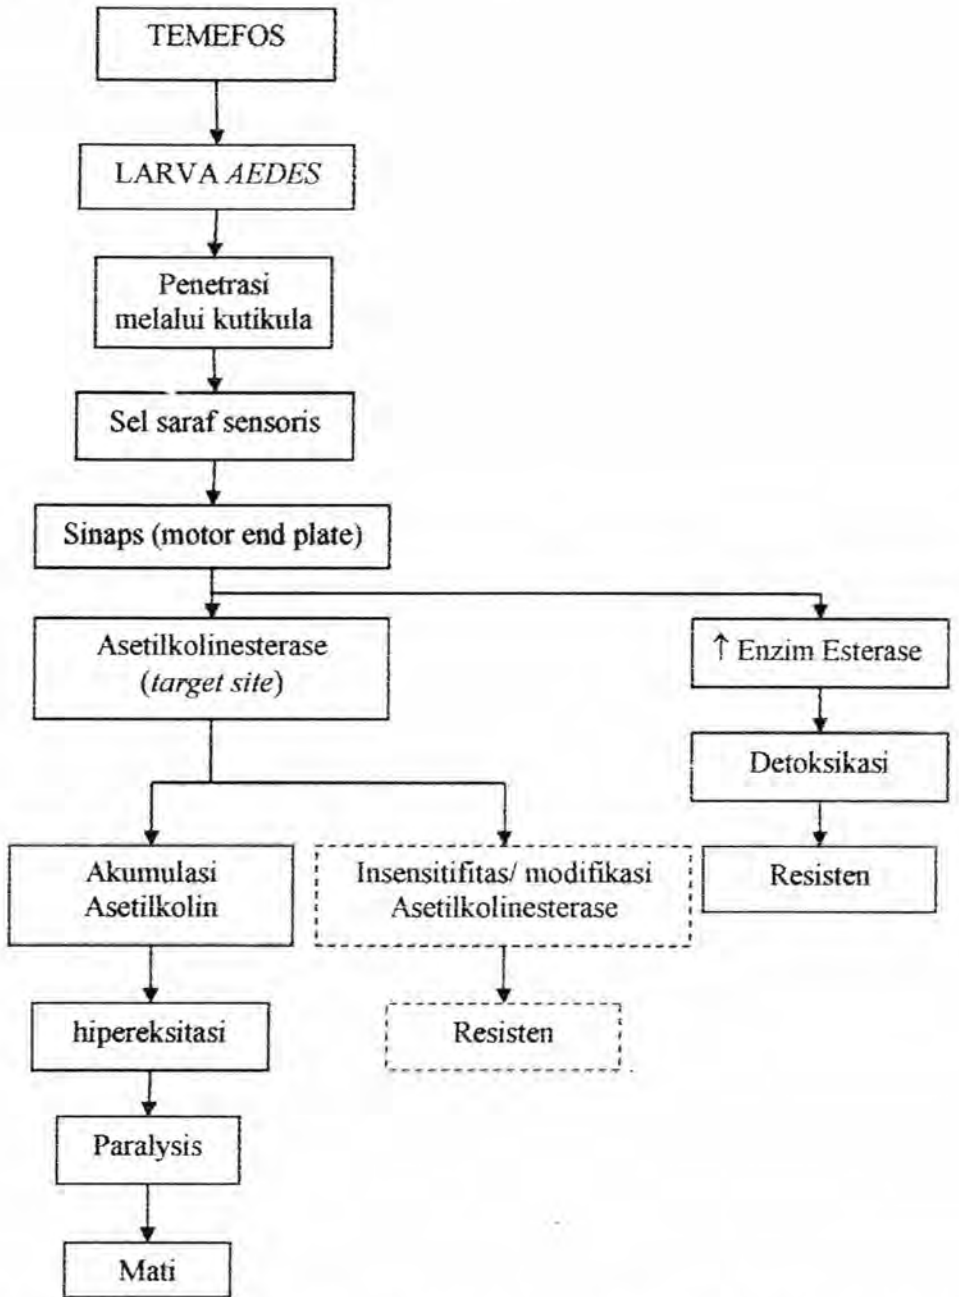 TEMEFOS
LARVA AEDES
Penetrasi
melalui kutikula
Sel saraf sensoris
Sinaps (motor end plate)
Asetilkolinesterase
(target site)
↑ Enzim Esterase
Detoksikasi
Resisten
Akumulasi
Asetilkolin
Insensitifitas/ modifikasi
Asetilkolinesterase
hipereksitasi
Resisten
Paralysis
Mati